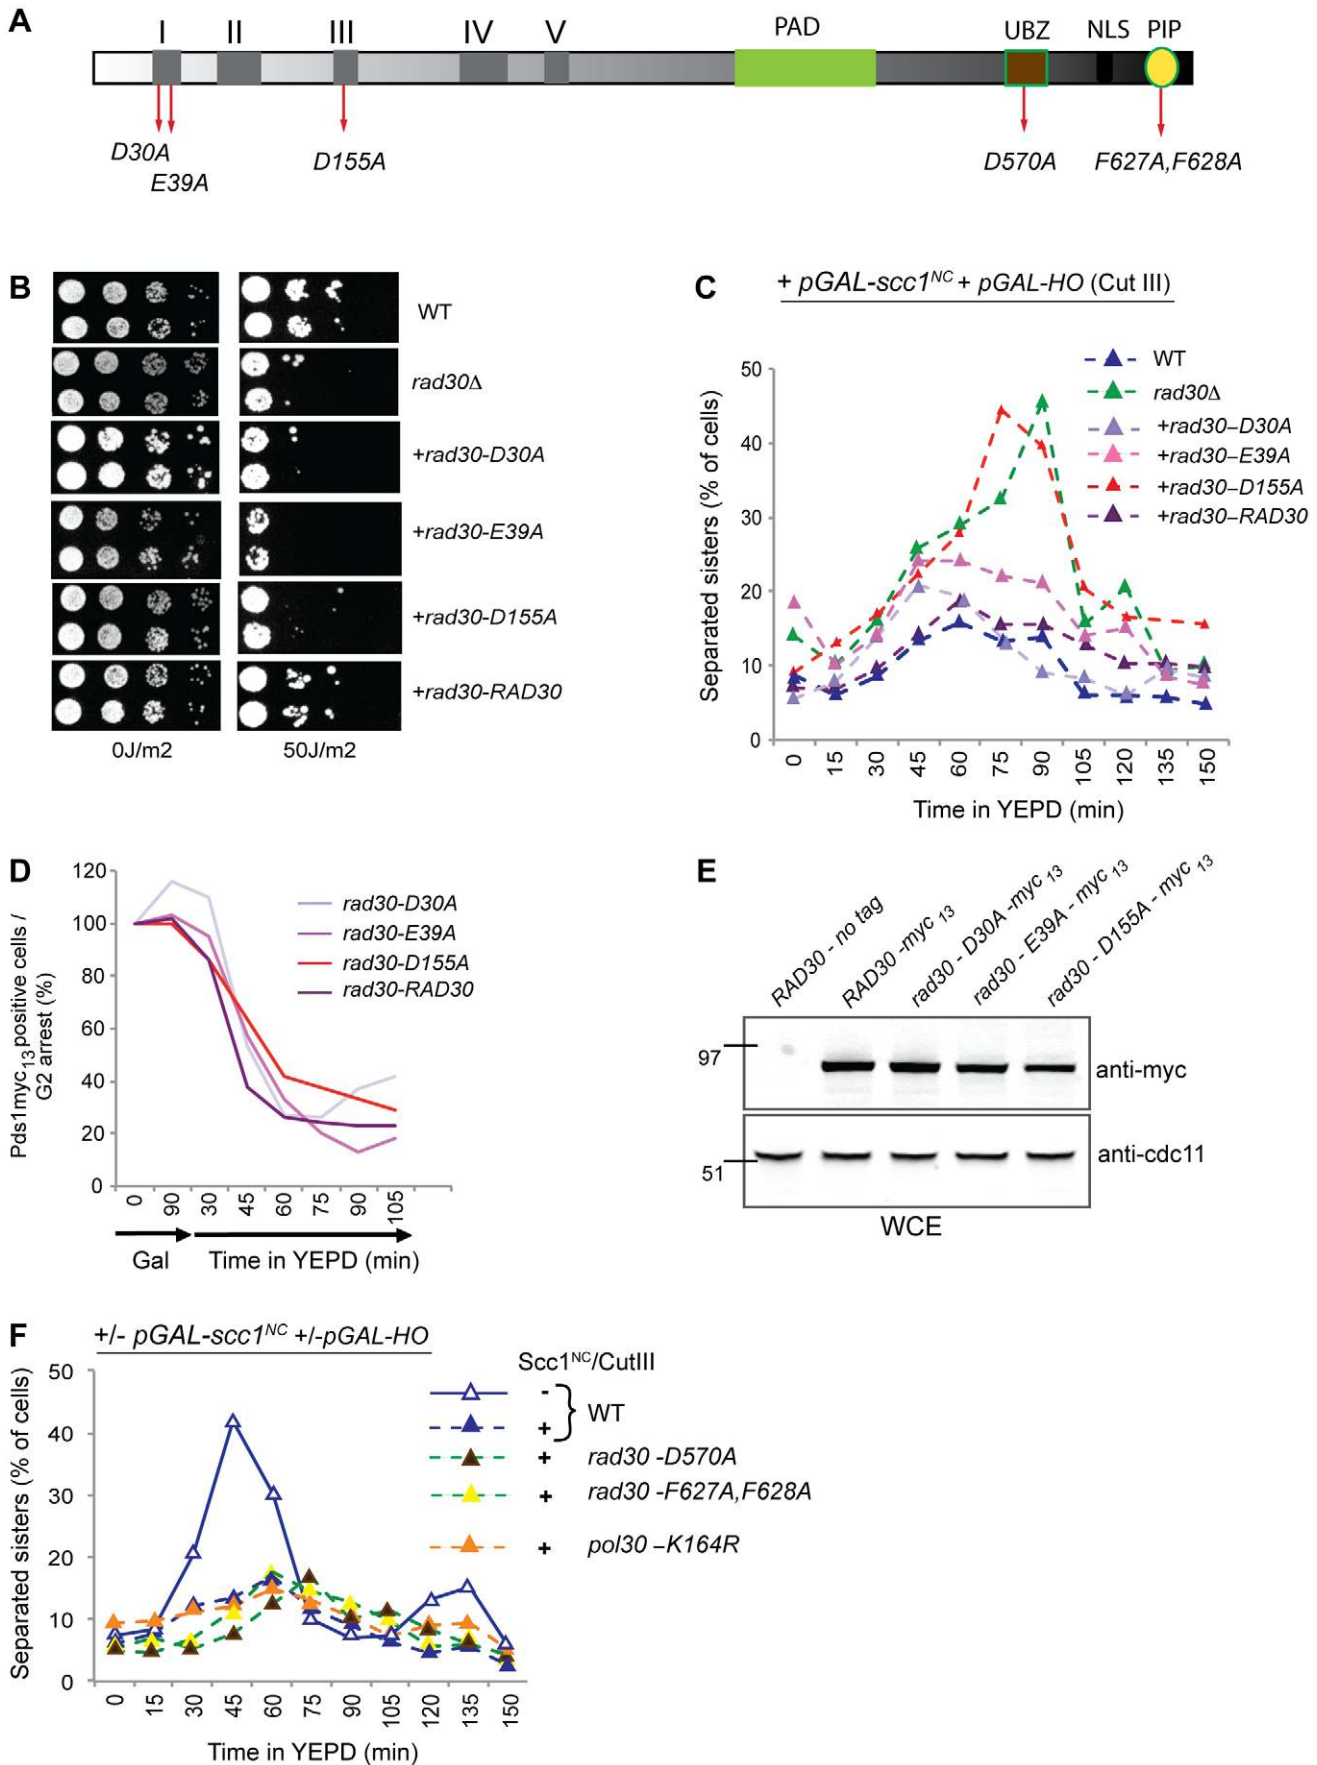 A
I II III IV V PAD UBZ NLS PIP
D30A
E39A
D155A
D570A
F627A,F628A
B
WT
rad30Δ
+rad30-D30A
+rad30-E39A
+rad30-D155A
+rad30-RAD30
0J/m2
50J/m2
C
+ pGAL-scc1NC + pGAL-HO (Cut III)
Separated sisters (% of cells)
50
40
30
20
10
0
0 15 30 45 60 75 90 105 120 135 150
Time in YEPD (min)
WT
rad30Δ
+rad30–D30A
+rad30–E39A
+rad30–D155A
+rad30–RAD30
D
Pds1myc13positive cells /
G2 arrest (%)
120
100
80
60
40
20
0
0 90 30 45 60 75 90 105
Gal
Time in YEPD (min)
rad30-D30A
rad30-E39A
rad30-D155A
rad30-RAD30
E
RAD30 - no tag
RAD30 -myc 13
rad30 - D30A -myc 13
rad30 - E39A - myc 13
rad30 - D155A - myc 13
97
anti-myc
51
anti-cdc11
WCE
F
+/- pGAL-scc1NC +/-pGAL-HO
Separated sisters (% of cells)
50
40
30
20
10
0
0 15 30 45 60 75 90 105 120 135 150
Time in YEPD (min)
Scc1NC/CutIII
-
+
WT
+ rad30 -D570A
+ rad30 -F627A,F628A
+ pol30 –K164R